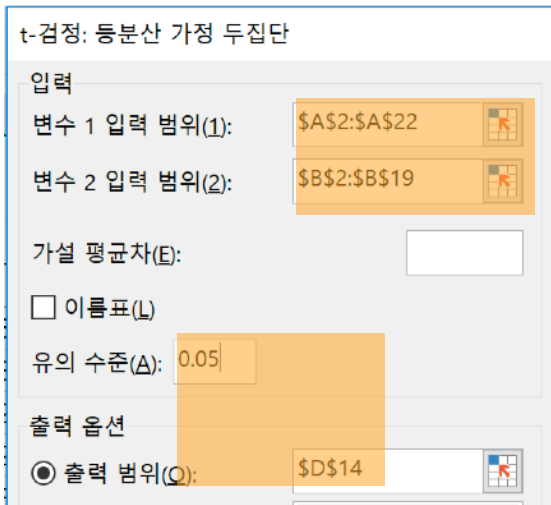 t-검정: 등분산 가정 두집단
입력
변수 1 입력 범위(1): $A$2:$A$22
변수 2 입력 범위(2): $B$2:$B$19
가설 평균차(E):
이름표(L)
유의 수준(A): 0.05
출력 옵션
출력 범위(O): $D$14